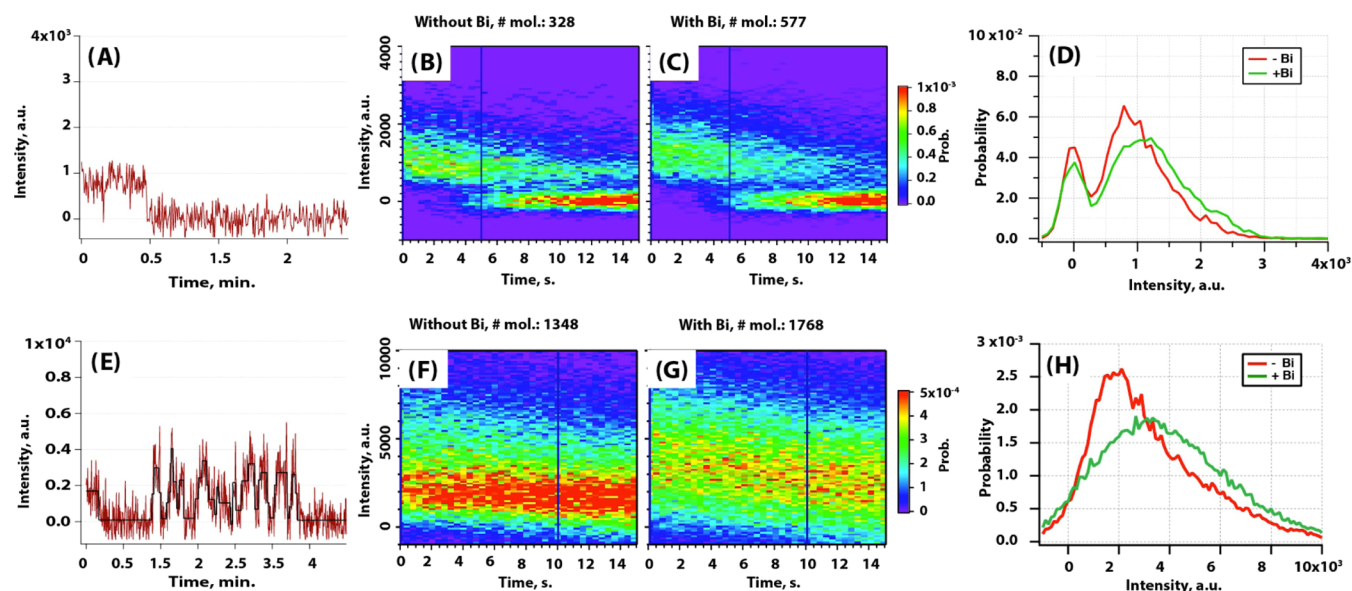 Without Bi, # mol.: 328
With Bi, # mol.: 577
(A)
4x10³
3
2
1
0
Intensity, a.u.
0
0.5
1
2
Time, min.
(B)
4000
2000
0
Intensity, a.u.
0 2 4 6 8 10 12 14
Time, s.
(C)
0 2 4 6 8 10 12 14
Time, s.
1x10⁻³
0.8
0.6
0.4
0.2
0.0
Prob.
(D)
10 x10⁻²
8.0
6.0
4.0
2.0
0.0
Probability
- Bi
+Bi
0 1 2 3 4x10³
Intensity, a.u.
Without Bi, # mol.: 1348
With Bi, # mol.: 1768
(E)
1x10⁴
0.8
0.6
0.4
0.2
0.0
Intensity, a.u.
0 0.5 1.5 2 2.5 3.5 4
Time, min.
(F)
10000
5000
0
Intensity, a.u.
0 2 4 6 8 10 12 14
Time, s.
(G)
0 2 4 6 8 10 12 14
Time, s.
5x10⁻⁴
4
3
2
1
0
Prob.
(H)
3 x10⁻³
2.5
2.0
1.5
1.0
0.5
0.0
Probability
- Bi
+ Bi
0 2 4 6 8 10x10³
Intensity, a.u.